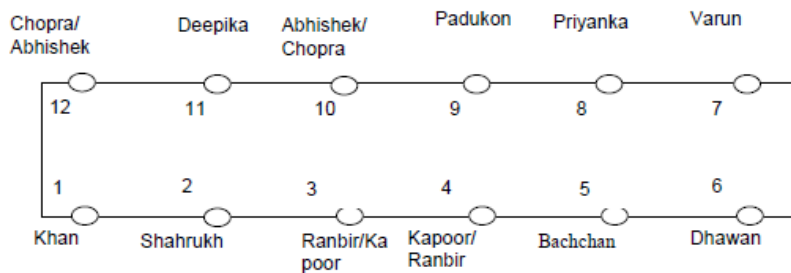 Chopra/ Deepika Abhishek/ Padukon Priyanka Varun
Abhishek Chopra
12 11 10 9 8 7
1 2 3 4 5 6
Khan Shahrukh Ranbir/Ka Kapoor/ Bachchan Dhawan
poor Ranbir